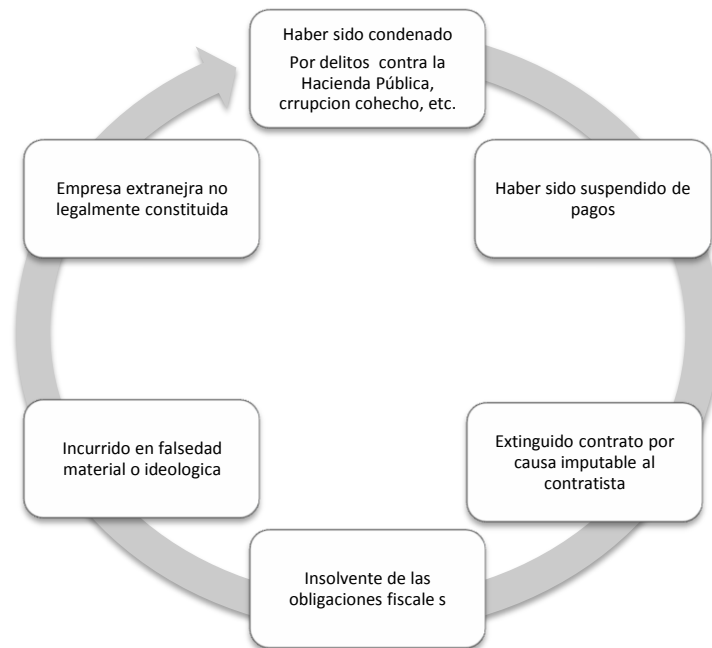 Haber sido condenado
Por delitos contra la
Hacienda Pública,
crrupcion cohecho, etc.
Haber sido suspendido de
pagos
Extinguido contrato por
causa imputable al
contratista
Insolvente de las
obligaciones fiscale s
Incurrido en falsedad
material o ideologica
Empresa extranejra no
legalmente constituida